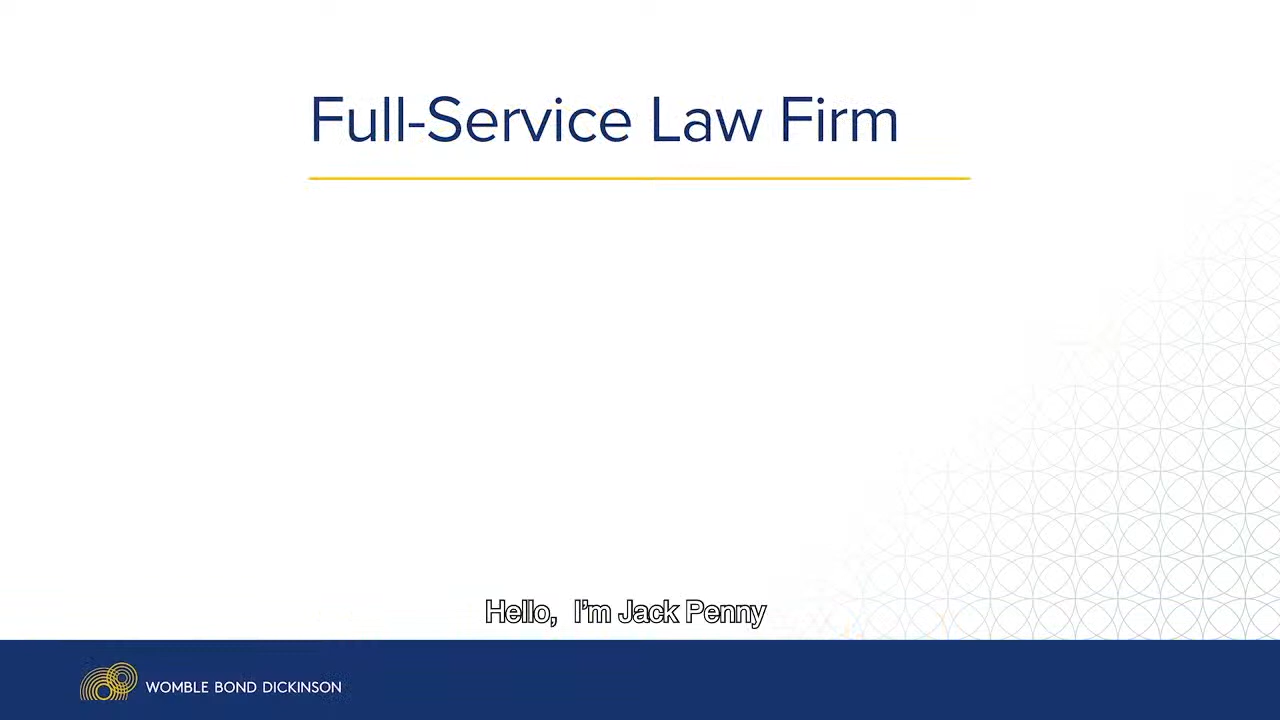 Full-Service Law Firm
Hello, I'm Jack Penny
WOMBLE BOND DICKINSON